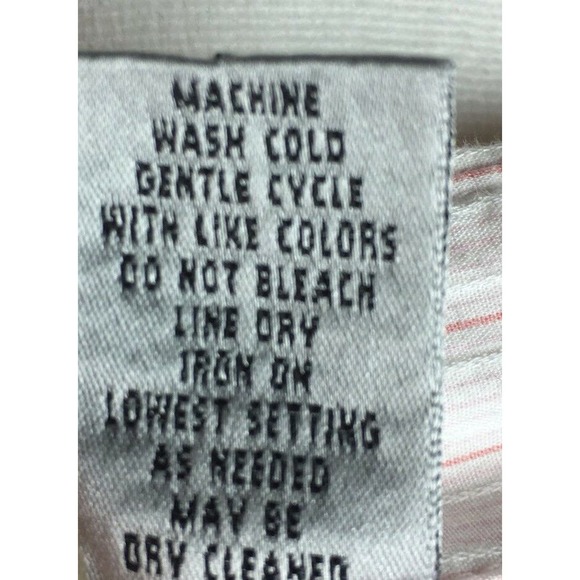 MACHINE
WASH COLD
GENTLE CYCLE
WITH LIKE COLORS
DO NOT BLEACH
LINE DRY
IRON ON
LOWEST SETTING
AS NEEDED
MAY BE
DRY CLEANED